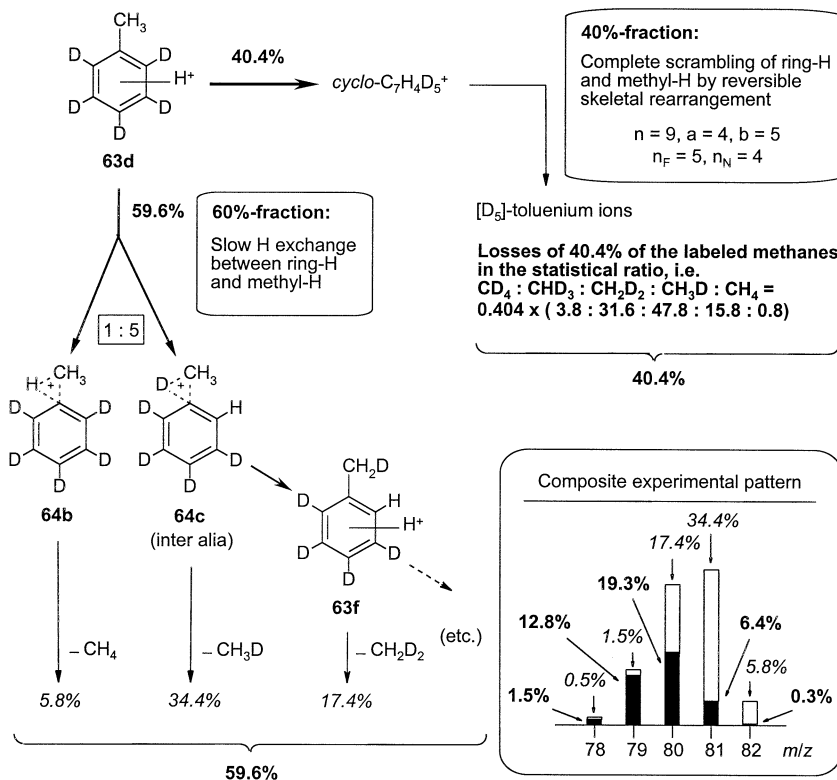 CH₃
D
D
H⁺
D
D
D
63d
40.4%
cyclo-C₇H₄D₅⁺
40%-fraction:
Complete scrambling of ring-H
and methyl-H by reversible
skeletal rearrangement
n = 9, a = 4, b = 5
n_F = 5, n_N = 4
59.6%
60%-fraction:
Slow H exchange
between ring-H
and methyl-H
[D₅]-toluenium ions
Losses of 40.4% of the labeled methanes
in the statistical ratio, i.e.
CD₄ : CHD₃ : CH₂D₂ : CH₃D : CH₄ =
0.404 x ( 3.8 : 31.6 : 47.8 : 15.8 : 0.8)
40.4%
1 : 5
H
+
CH₃
D
D
D
D
D
64b
D
+
CH₃
D
H
D
D
D
64c
(inter alia)
CH₂D
D
H
H⁺
D
D
D
63f
(etc.)
– CH₄
– CH₃D
– CH₂D₂
5.8%
34.4%
17.4%
59.6%
Composite experimental pattern
34.4%
17.4%
19.3%
12.8%
1.5%
6.4%
0.5%
5.8%
1.5%
0.3%
78 79 80 81 82 m/z